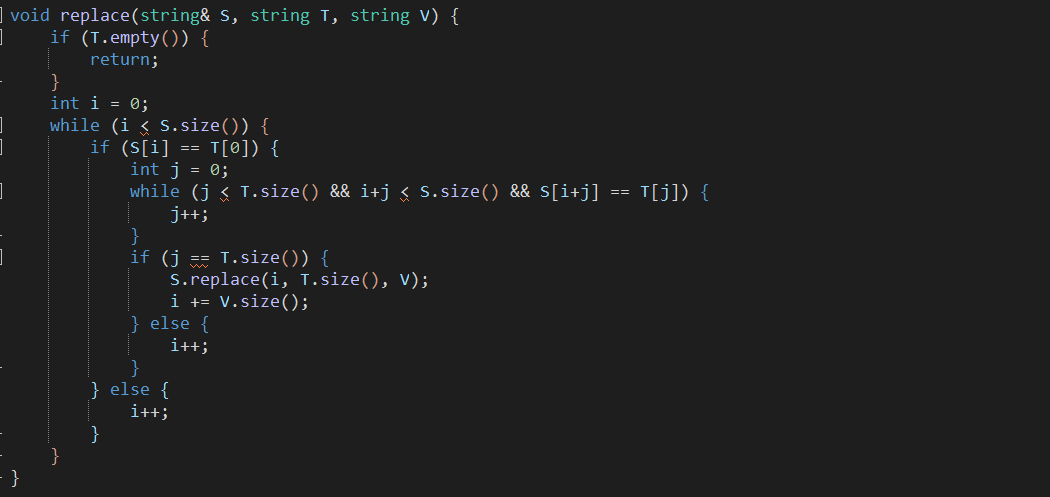 void replace(string& S, string T, string V) {
    if (T.empty()) {
        return;
    }
    int i = 0;
    while (i < S.size()) {
        if (S[i] == T[0]) {
            int j = 0;
            while (j < T.size() && i+j < S.size() && S[i+j] == T[j]) {
                j++;
            }
            if (j == T.size()) {
                S.replace(i, T.size(), V);
                i += V.size();
            } else {
                i++;
            }
        } else {
            i++;
        }
    }
}